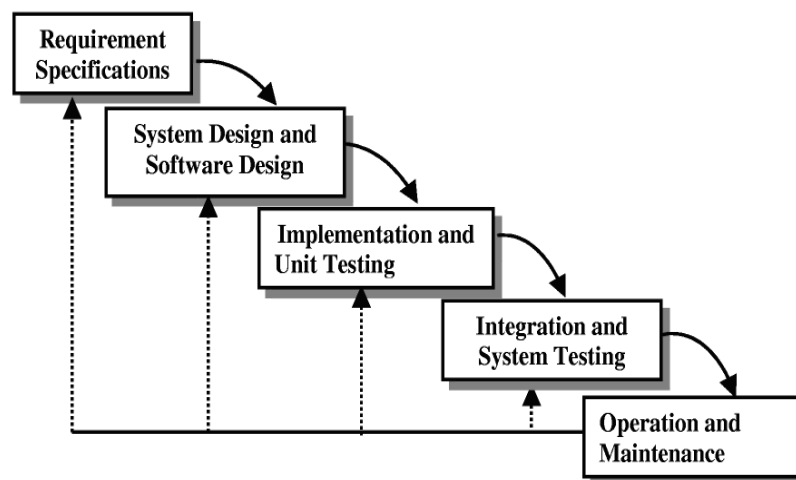 Requirement
Specifications
System Design and
Software Design
Implementation and
Unit Testing
Integration and
System Testing
Operation and
Maintenance